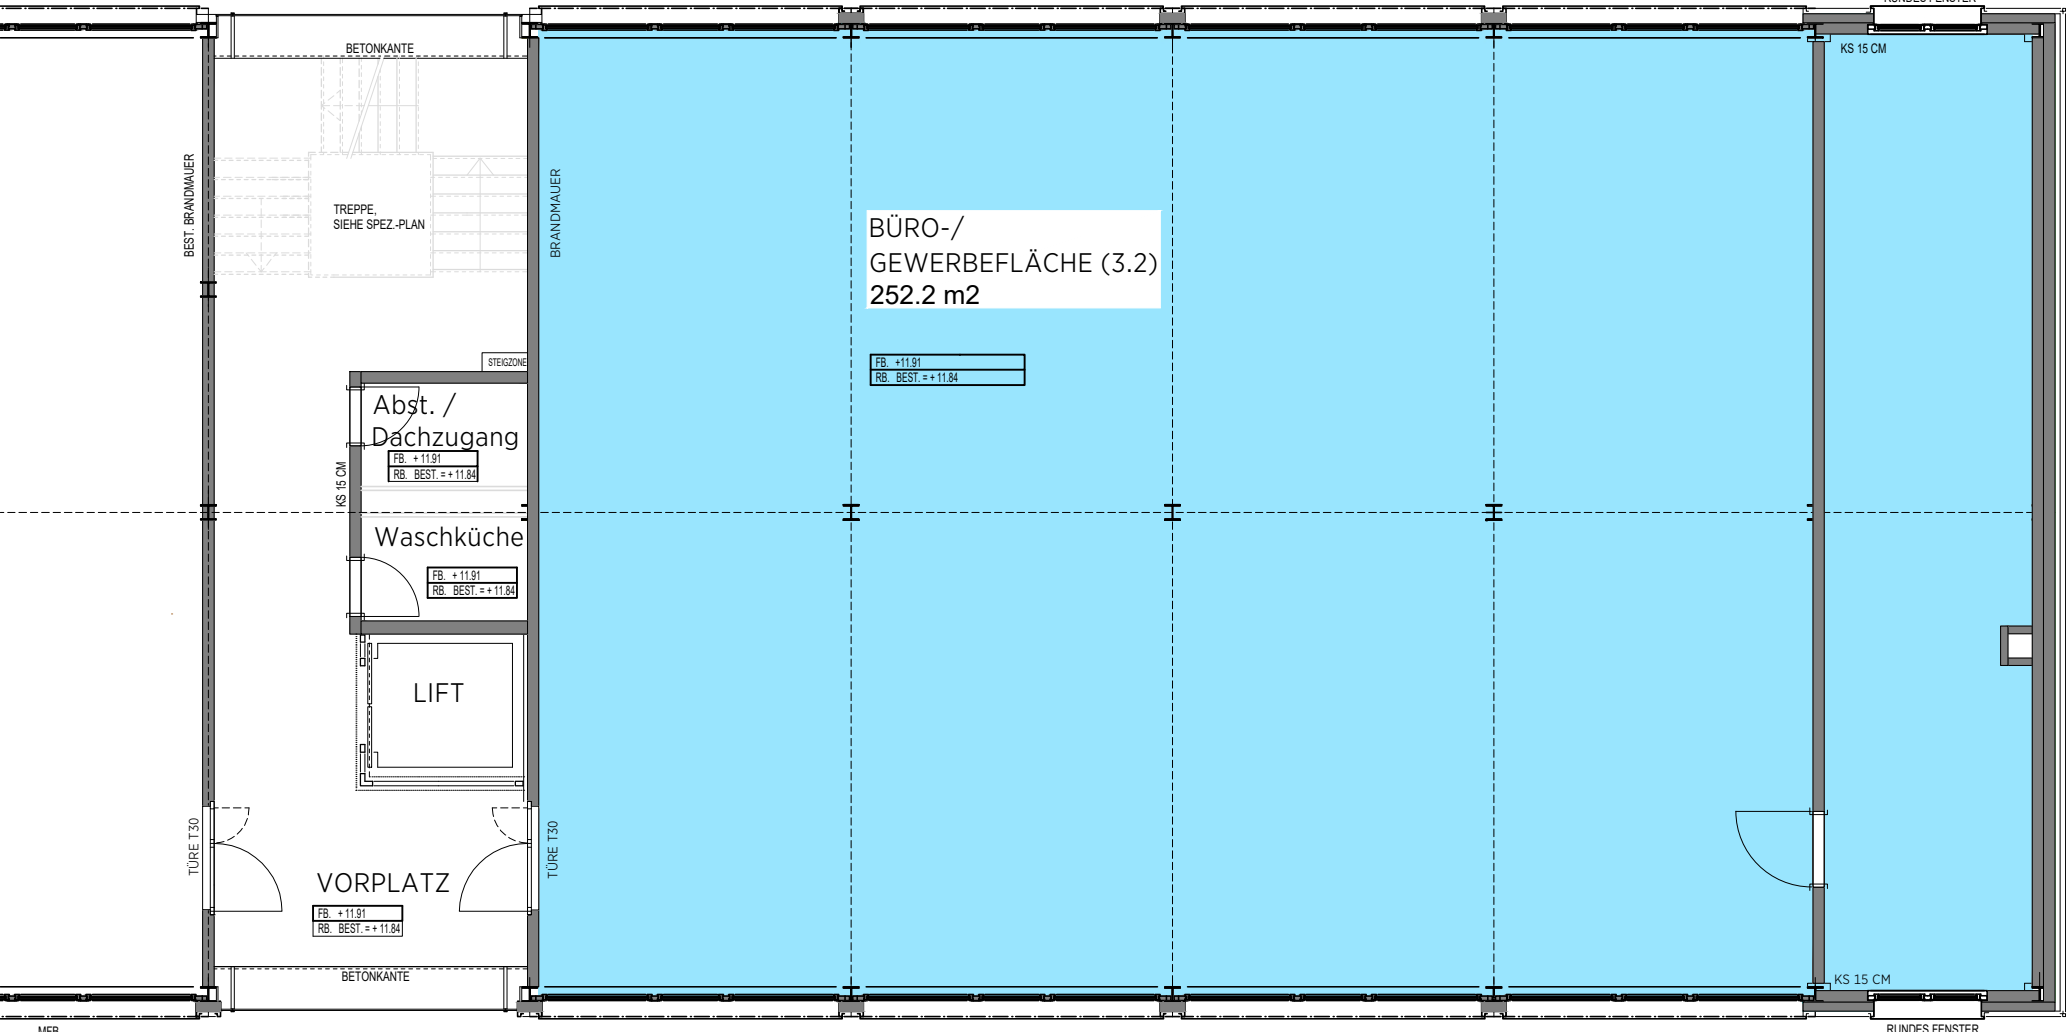 RUNDES FENSTER
BETONKANTE
KS 15 CM
BEST. BRANDMAUER
TREPPE,
SIEHE SPEZ.-PLAN
BRANDMAUER
BÜRO-/
GEWERBEFLÄCHE (3.2)
252.2 m2
FB. +11.91
RB. BEST. = + 11.84
STEIGZONE
Abst. /
Dachzugang
FB. + 11.91
RB. BEST. = + 11.84
KS 15 CM
Waschküche
FB. + 11.91
RB. BEST. = + 11.84
LIFT
TÜRE T30
TÜRE T30
VORPLATZ
FB. + 11.91
RB. BEST. = + 11.84
BETONKANTE
KS 15 CM
MFB
RUNDES FENSTER